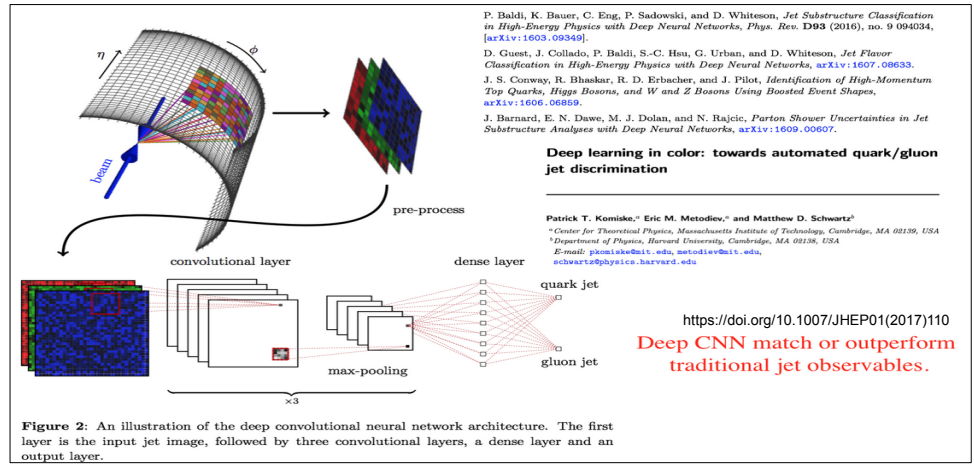 η
ϕ
beam
pre-process
convolutional layer
dense layer
quark jet
gluon jet
max-pooling
×3
Figure 2: An illustration of the deep convolutional neural network architecture. The first
layer is the input jet image, followed by three convolutional layers, a dense layer and an
output layer.
P. Baldi, K. Bauer, C. Eng, P. Sadowski, and D. Whiteson, Jet Substructure Classification
in High-Energy Physics with Deep Neural Networks, Phys. Rev. D93 (2016), no. 9 094034,
[arXiv:1603.09349].
D. Guest, J. Collado, P. Baldi, S.-C. Hsu, G. Urban, and D. Whiteson, Jet Flavor
Classification in High-Energy Physics with Deep Neural Networks, arXiv:1607.08633.
J. S. Conway, R. Bhaskar, R. D. Erbacher, and J. Pilot, Identification of High-Momentum
Top Quarks, Higgs Bosons, and W and Z Bosons Using Boosted Event Shapes,
arXiv:1606.06859.
J. Barnard, E. N. Dawe, M. J. Dolan, and N. Rajcic, Parton Shower Uncertainties in Jet
Substructure Analyses with Deep Neural Networks, arXiv:1609.00607.
Deep learning in color: towards automated quark/gluon
jet discrimination
Patrick T. Komiske,ᵃ Eric M. Metodiev,ᵃ and Matthew D. Schwartzᵇ
ᵃCenter for Theoretical Physics, Massachusetts Institute of Technology, Cambridge, MA 02139, USA
ᵇDepartment of Physics, Harvard University, Cambridge, MA 02138, USA
E-mail: pkomiske@mit.edu, metodiev@mit.edu,
schwartz@physics.harvard.edu
https://doi.org/10.1007/JHEP01(2017)110
Deep CNN match or outperform
traditional jet observables.